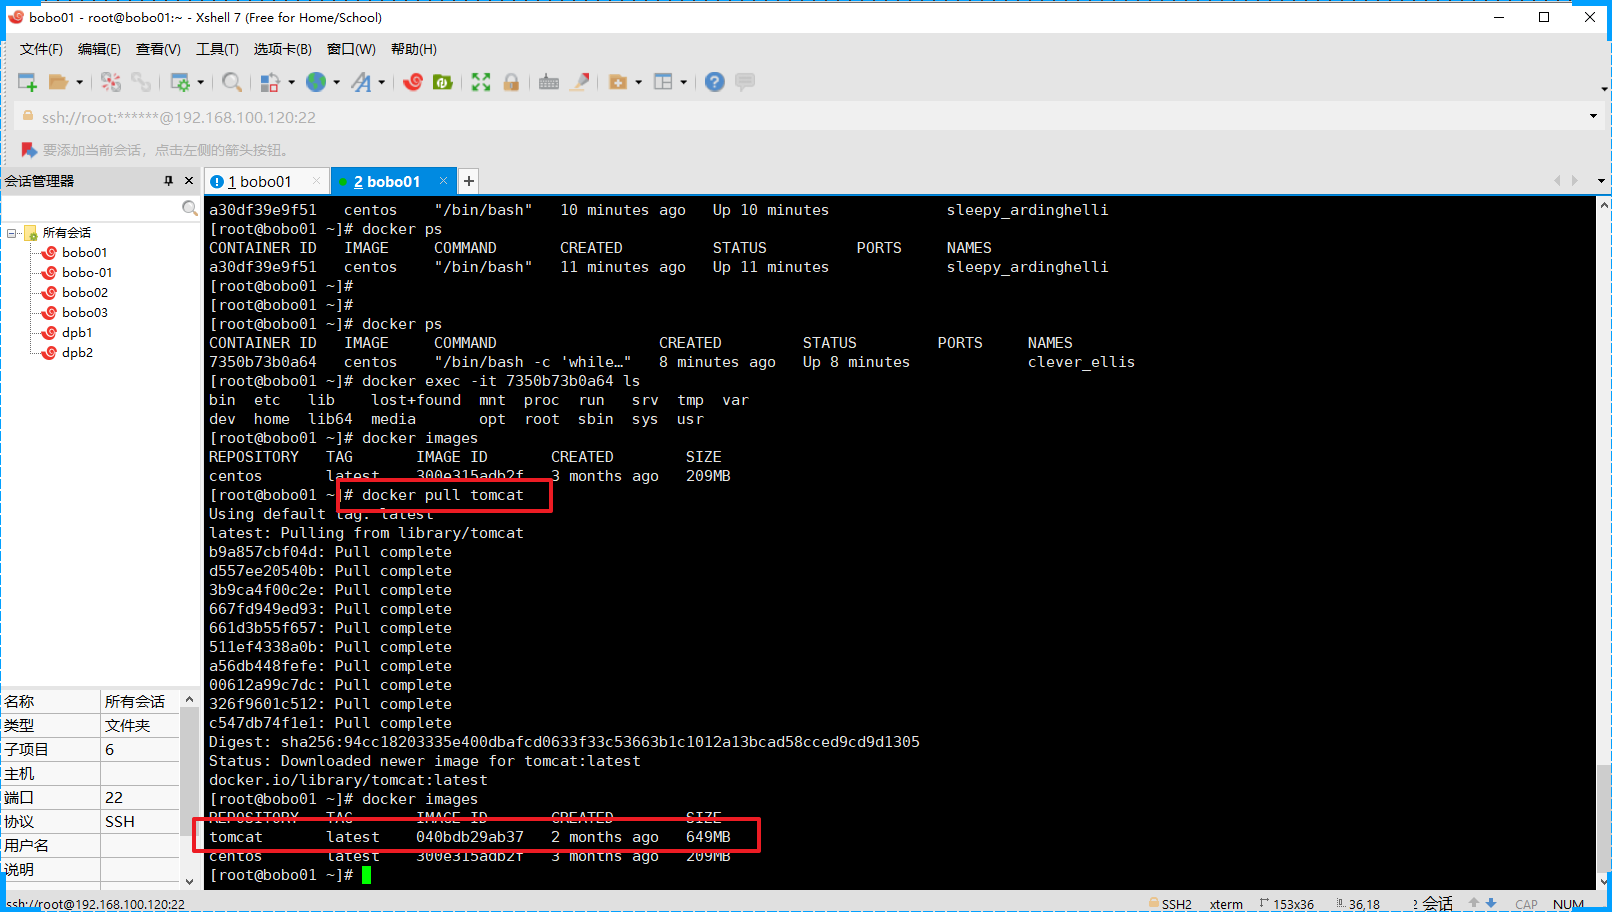 bobo01 - root@bobo01:~ - Xshell 7 (Free for Home/School)
文件(F) 编辑(E) 查看(V) 工具(T) 选项卡(B) 窗口(W) 帮助(H)
ssh://root:******@192.168.100.120:22
要添加当前会话，点击左侧的箭头按钮。
会话管理器
1 bobo01
2 bobo01
所有会话
bobo01
bobo-01
bobo02
bobo03
dpb1
dpb2
名称 所有会话
类型 文件夹
子项目 6
主机
端口 22
协议 SSH
用户名
说明
a30df39e9f51   centos    "/bin/bash"   10 minutes ago   Up 10 minutes             sleepy_ardinghelli
[root@bobo01 ~]# docker ps
CONTAINER ID   IMAGE     COMMAND       CREATED          STATUS          PORTS     NAMES
a30df39e9f51   centos    "/bin/bash"   11 minutes ago   Up 11 minutes             sleepy_ardinghelli
[root@bobo01 ~]#
[root@bobo01 ~]#
[root@bobo01 ~]# docker ps
CONTAINER ID   IMAGE     COMMAND                  CREATED         STATUS         PORTS     NAMES
7350b73b0a64   centos    "/bin/bash -c 'while…"   8 minutes ago   Up 8 minutes             clever_ellis
[root@bobo01 ~]# docker exec -it 7350b73b0a64 ls
bin  etc   lib    lost+found  mnt  proc  run   srv  tmp  var
dev  home  lib64  media       opt  root  sbin  sys  usr
[root@bobo01 ~]# docker images
REPOSITORY   TAG       IMAGE ID       CREATED        SIZE
centos       latest    300e315adb2f   3 months ago   209MB
[root@bobo01 ~]# docker pull tomcat
Using default tag: latest
latest: Pulling from library/tomcat
b9a857cbf04d: Pull complete
d557ee20540b: Pull complete
3b9ca4f00c2e: Pull complete
667fd949ed93: Pull complete
661d3b55f657: Pull complete
511ef4338a0b: Pull complete
a56db448fefe: Pull complete
00612a99c7dc: Pull complete
326f9601c512: Pull complete
c547db74f1e1: Pull complete
Digest: sha256:94cc18203335e400dbafcd0633f33c53663b1c1012a13bcad58cced9cd9d1305
Status: Downloaded newer image for tomcat:latest
docker.io/library/tomcat:latest
[root@bobo01 ~]# docker images
REPOSITORY   TAG       IMAGE ID       CREATED        SIZE
tomcat       latest    040bdb29ab37   2 months ago   649MB
centos       latest    300e315adb2f   3 months ago   209MB
[root@bobo01 ~]#
ssh://root@192.168.100.120:22 SSH2 xterm 153x36 36,18 2 会话 CAP NUM